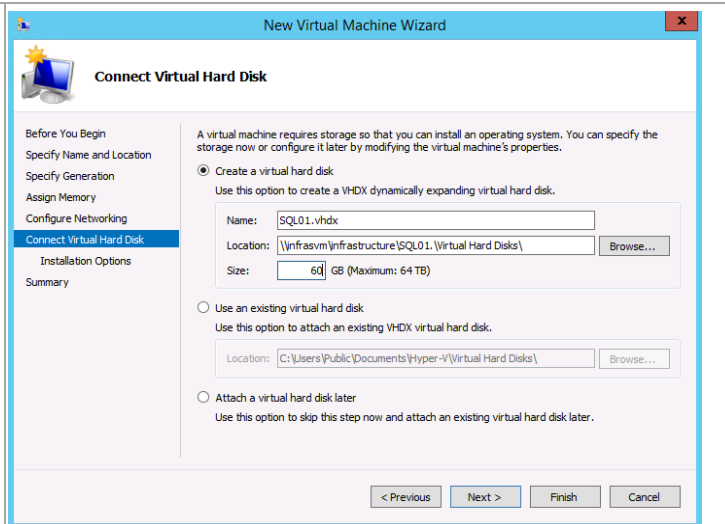 New Virtual Machine Wizard
x
Connect Virtual Hard Disk
Before You Begin
Specify Name and Location
Specify Generation
Assign Memory
Configure Networking
Connect Virtual Hard Disk
Installation Options
Summary
A virtual machine requires storage so that you can install an operating system. You can specify the
storage now or configure it later by modifying the virtual machine's properties.
Create a virtual hard disk
Use this option to create a VHDX dynamically expanding virtual hard disk.
Name: SQL01.vhdx
Location: \\infrasvm\infrastructure\SQL01.\Virtual Hard Disks\ Browse...
Size: 60 GB (Maximum: 64 TB)
Use an existing virtual hard disk
Use this option to attach an existing VHDX virtual hard disk.
Location: C:\Users\Public\Documents\Hyper-V\Virtual Hard Disks\ Browse...
Attach a virtual hard disk later
Use this option to skip this step now and attach an existing virtual hard disk later.
< Previous Next > Finish Cancel